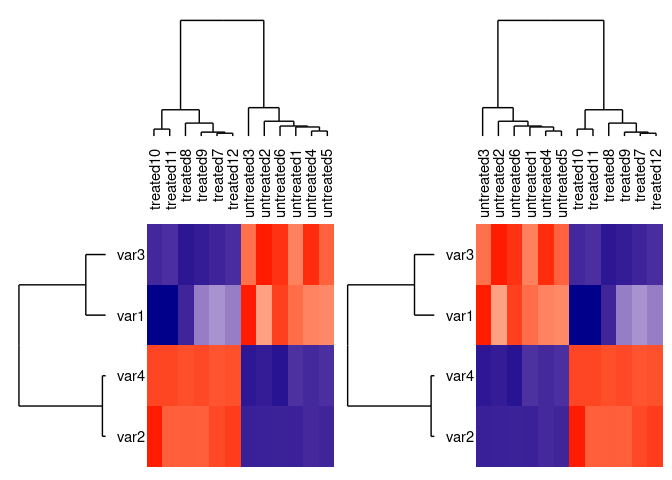 treated10
treated11
treated8
treated9
treated7
treated12
untreated3
untreated2
untreated6
untreated1
untreated4
untreated5
var3
var1
var4
var2
untreated3
untreated2
untreated6
untreated1
untreated4
untreated5
treated10
treated11
treated8
treated9
treated7
treated12
var3
var1
var4
var2